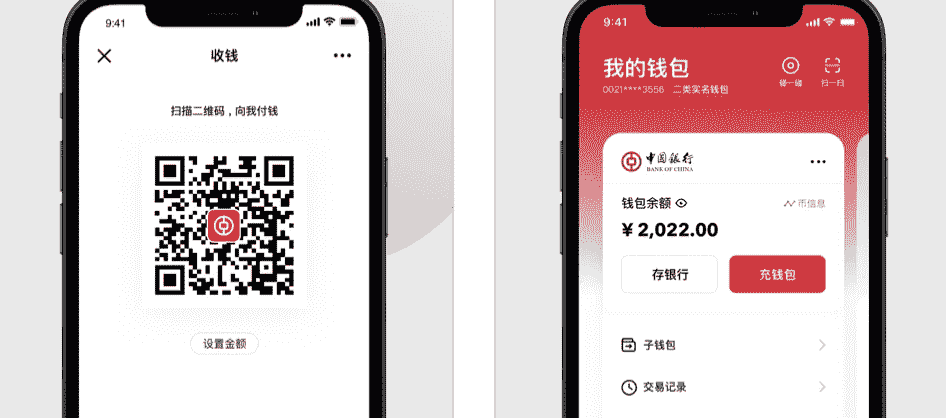 9:41
收钱
扫描二维码，向我付钱
设置金额
9:41
我的钱包
0021****3556 二类实名钱包
碰一碰
扫一扫
中国银行
BANK OF CHINA
钱包余额
币信息
¥ 2,022.00
存银行
充钱包
子钱包
交易记录